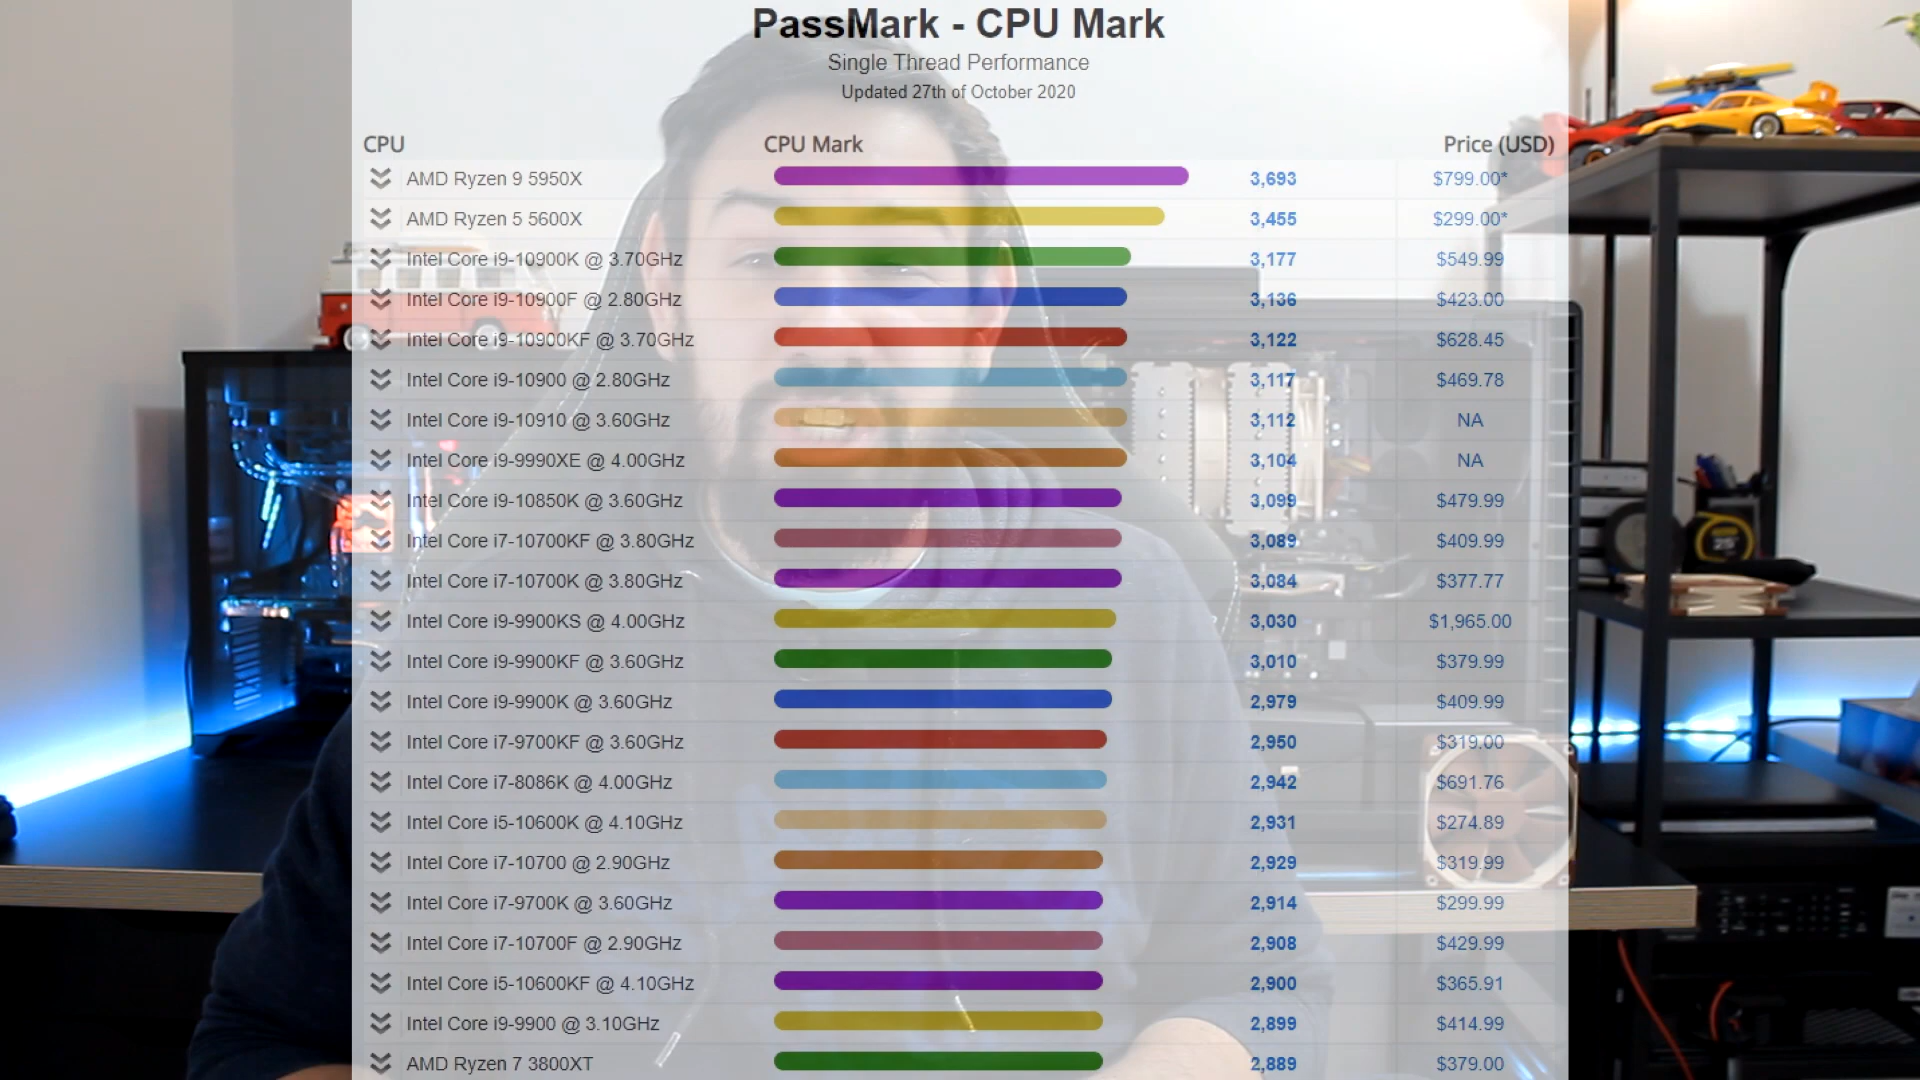 PassMark - CPU Mark
Single Thread Performance
Updated 27th of October 2020
CPU CPU Mark Price (USD)
AMD Ryzen 9 5950X 3,693 $799.00*
AMD Ryzen 5 5600X 3,455 $299.00*
Intel Core i9-10900K @ 3.70GHz 3,177 $549.99
Intel Core i9-10900F @ 2.80GHz 3,136 $423.00
Intel Core i9-10900KF @ 3.70GHz 3,122 $628.45
Intel Core i9-10900 @ 2.80GHz 3,117 $469.78
Intel Core i9-10910 @ 3.60GHz 3,112 NA
Intel Core i9-9990XE @ 4.00GHz 3,104 NA
Intel Core i9-10850K @ 3.60GHz 3,099 $479.99
Intel Core i7-10700KF @ 3.80GHz 3,089 $409.99
Intel Core i7-10700K @ 3.80GHz 3,084 $377.77
Intel Core i9-9900KS @ 4.00GHz 3,030 $1,965.00
Intel Core i9-9900KF @ 3.60GHz 3,010 $379.99
Intel Core i9-9900K @ 3.60GHz 2,979 $409.99
Intel Core i7-9700KF @ 3.60GHz 2,950 $319.00
Intel Core i7-8086K @ 4.00GHz 2,942 $691.76
Intel Core i5-10600K @ 4.10GHz 2,931 $274.89
Intel Core i7-10700 @ 2.90GHz 2,929 $319.99
Intel Core i7-9700K @ 3.60GHz 2,914 $299.99
Intel Core i7-10700F @ 2.90GHz 2,908 $429.99
Intel Core i5-10600KF @ 4.10GHz 2,900 $365.91
Intel Core i9-9900 @ 3.10GHz 2,899 $414.99
AMD Ryzen 7 3800XT 2,889 $379.00